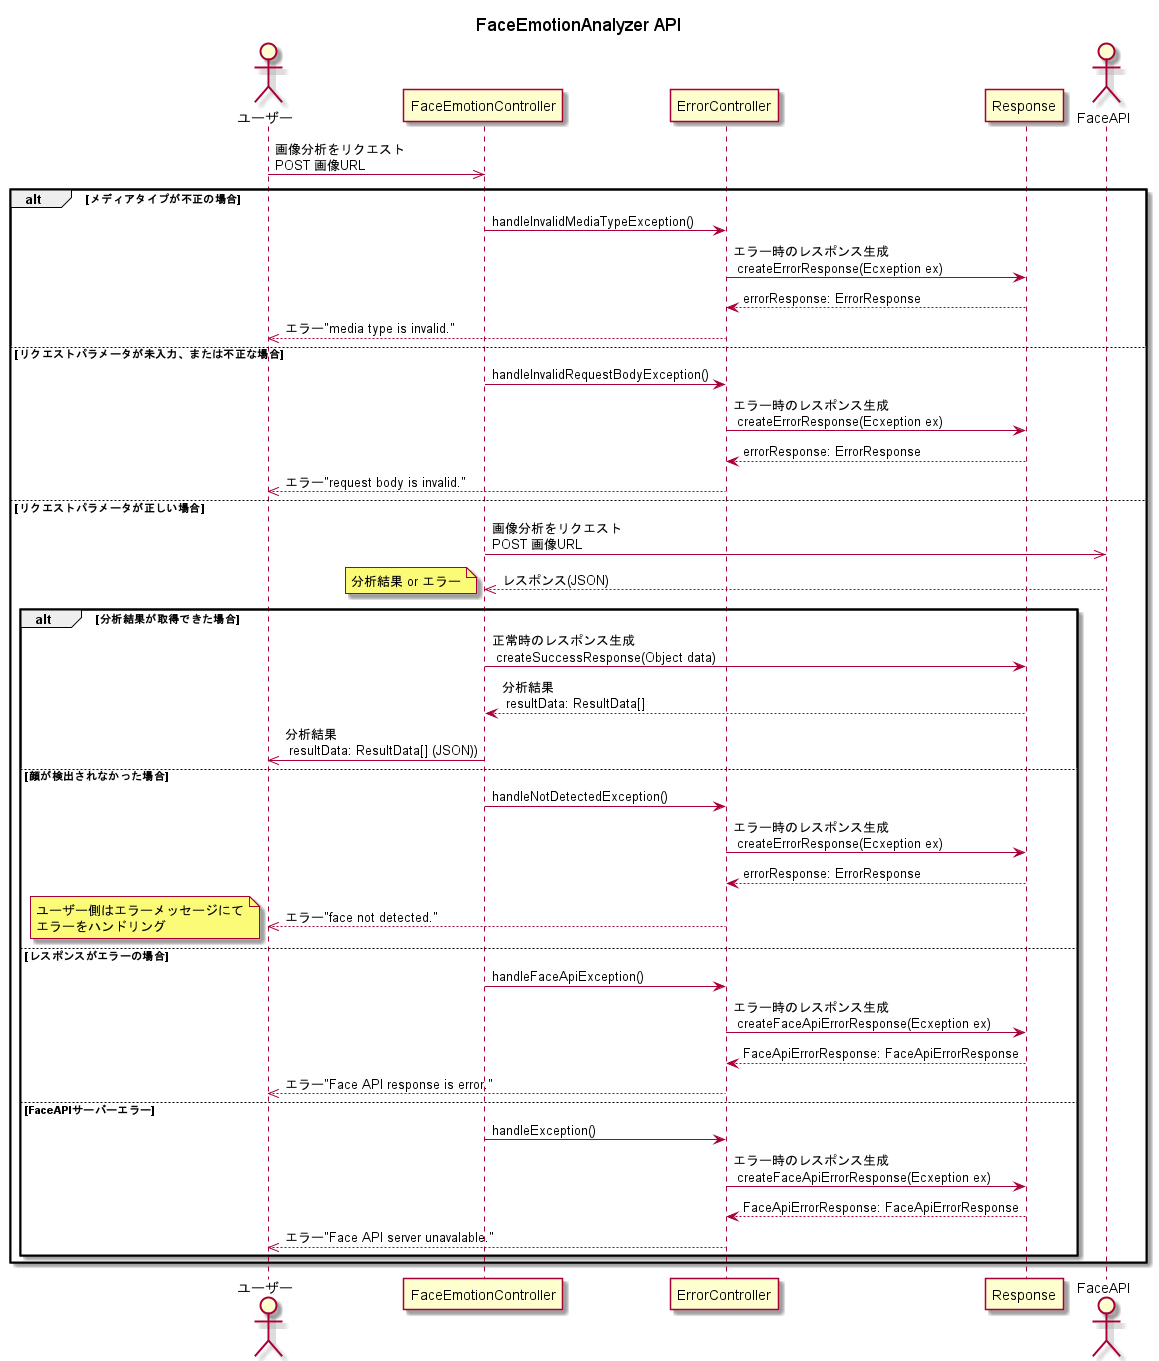 FaceEmotionAnalyzer API
ユーザー
FaceEmotionController
ErrorController
Response
FaceAPI
画像分析をリクエスト
POST 画像URL
alt
[メディアタイプが不正の場合]
handleInvalidMediaTypeException()
エラー時のレスポンス生成
createErrorResponse(Ecxeption ex)
errorResponse: ErrorResponse
エラー"media type is invalid."
[リクエストパラメータが未入力、または不正な場合]
handleInvalidRequestBodyException()
エラー時のレスポンス生成
createErrorResponse(Ecxeption ex)
errorResponse: ErrorResponse
エラー"request body is invalid."
[リクエストパラメータが正しい場合]
画像分析をリクエスト
POST 画像URL
分析結果 or エラー
レスポンス(JSON)
alt
[分析結果が取得できた場合]
正常時のレスポンス生成
createSuccessResponse(Object data)
分析結果
resultData: ResultData[]
分析結果
resultData: ResultData[] (JSON))
[顔が検出されなかった場合]
handleNotDetectedException()
エラー時のレスポンス生成
createErrorResponse(Ecxeption ex)
errorResponse: ErrorResponse
ユーザー側はエラーメッセージにて
エラーをハンドリング
エラー"face not detected."
[レスポンスがエラーの場合]
handleFaceApiException()
エラー時のレスポンス生成
createFaceApiErrorResponse(Ecxeption ex)
FaceApiErrorResponse: FaceApiErrorResponse
エラー"Face API response is error."
[FaceAPIサーバーエラー]
handleException()
エラー時のレスポンス生成
createFaceApiErrorResponse(Ecxeption ex)
FaceApiErrorResponse: FaceApiErrorResponse
エラー"Face API server unavalable."
ユーザー
FaceEmotionController
ErrorController
Response
FaceAPI